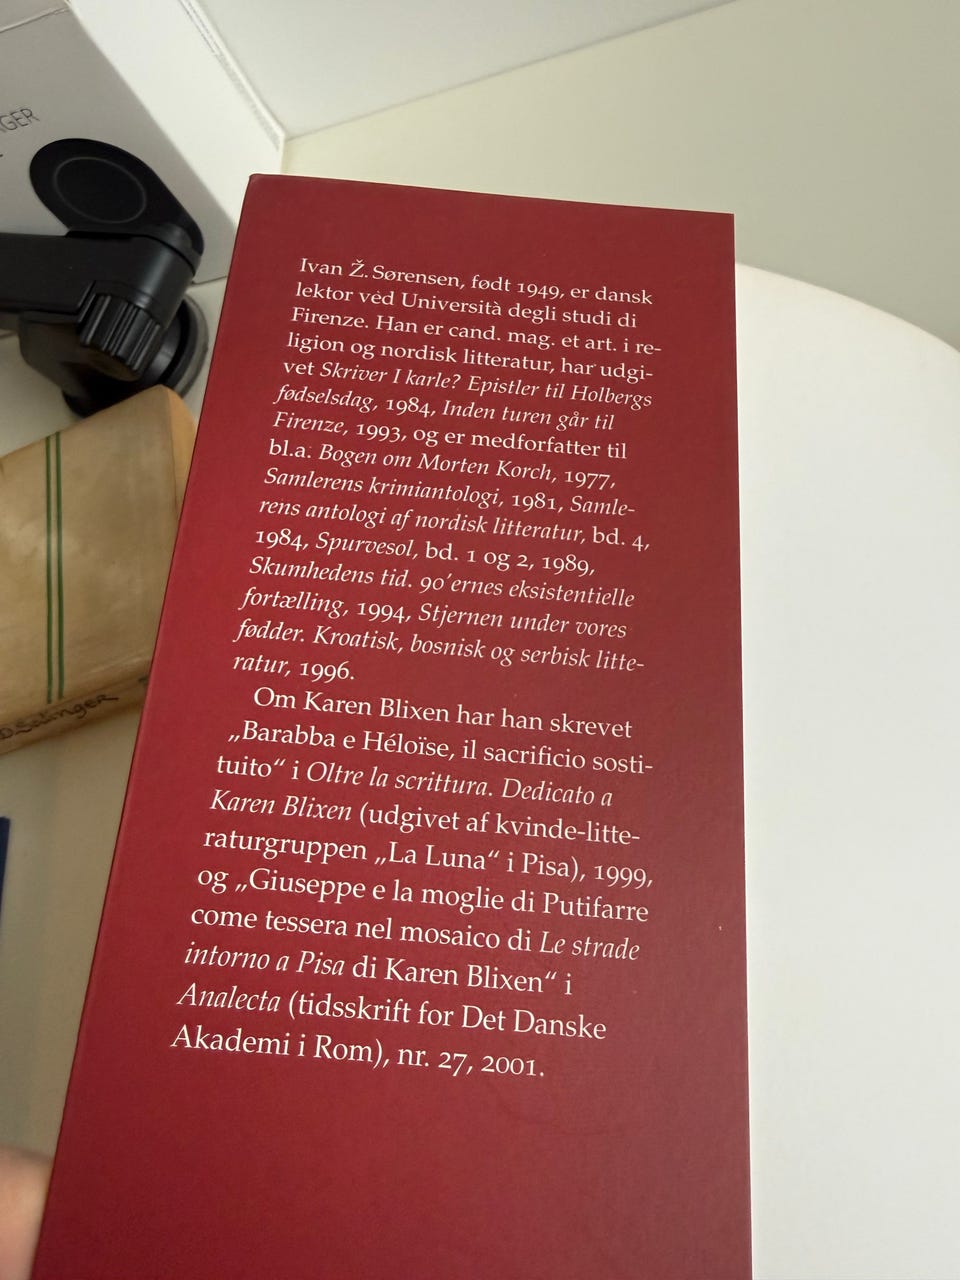 GER
Ivan Ž. Sørensen, født 1949, er dansk
lektor ved Università degli studi di
Firenze. Han er cand. mag. et art. i re-
ligion og nordisk litteratur, har udgi-
vet Skriver I karle? Epistler til Holbergs
fødselsdag, 1984, Inden turen går til
Firenze, 1993, og er medforfatter til
bl.a. Bogen om Morten Korch, 1977,
Samlerens krimiantologi, 1981, Samle-
rens antologi af nordisk litteratur, bd. 4,
1984, Spurvesol, bd. 1 og 2, 1989,
Skumhedens tid. 90'ernes eksistentielle
fortælling, 1994, Stjernen under vores
fødder. Kroatisk, bosnisk og serbisk litte-
ratur, 1996.
Om Karen Blixen har han skrevet
„Barabba e Héloïse, il sacrificio sosti-
tuito“ i Oltre la scrittura. Dedicato a
Karen Blixen (udgivet af kvinde-litte-
raturgruppen „La Luna“ i Pisa), 1999,
og „Giuseppe e la moglie di Putifarre
come tessera nel mosaico di Le strade
intorno a Pisa di Karen Blixen“ i
Analecta (tidsskrift for Det Danske
Akademi i Rom), nr. 27, 2001.
Salinger